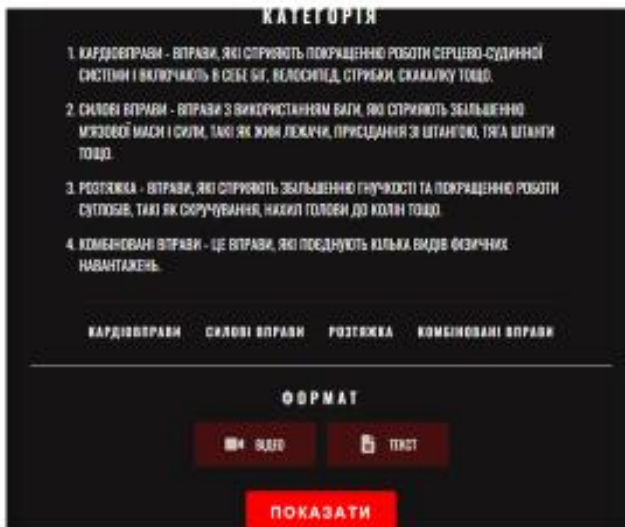 КАТЕГОРІЯ
1. КАРДІОВПРАВИ - ВПРАВИ, ЯКІ СПРИЯЮТЬ ПОКРАЩЕННЮ РОБОТИ СЕРЦЕВО-СУДИННОЇ
СИСТЕМИ І ВКЛЮЧАЮТЬ В СЕБЕ БІГ, ВЕЛОСИПЕД, СТРИБКИ, СКАКАЛКУ ТОЩО.
2. СИЛОВІ ВПРАВИ - ВПРАВИ З ВИКОРИСТАННЯМ ВАГИ, ЯКІ СПРИЯЮТЬ ЗБІЛЬШЕННЮ
М'ЯЗОВОЇ МАСИ І СИЛИ, ТАКІ ЯК ЖИМ ЛЕЖАЧИ, ПРИСІДАННЯ ЗІ ШТАНГОЮ, ТЯГА ШТАНГИ
ТОЩО.
3. РОЗТЯЖКА - ВПРАВИ, ЯКІ СПРИЯЮТЬ ЗБІЛЬШЕННЮ ГНУЧКОСТІ ТА ПОКРАЩЕННЮ РОБОТИ
СУГЛОБІВ, ТАКІ ЯК СКРУЧУВАННЯ, НАХИЛ ГОЛОВИ ДО КОЛІН ТОЩО.
4. КОМБІНОВАНІ ВПРАВИ - ЦЕ ВПРАВИ, ЯКІ ПОЄДНУЮТЬ КІЛЬКА ВИДІВ ФІЗИЧНИХ
НАВАНТАЖЕНЬ.
КАРДІОВПРАВИ СИЛОВІ ВПРАВИ РОЗТЯЖКА КОМБІНОВАНІ ВПРАВИ
ФОРМАТ
ВІДЕО ТЕКСТ
ПОКАЗАТИ